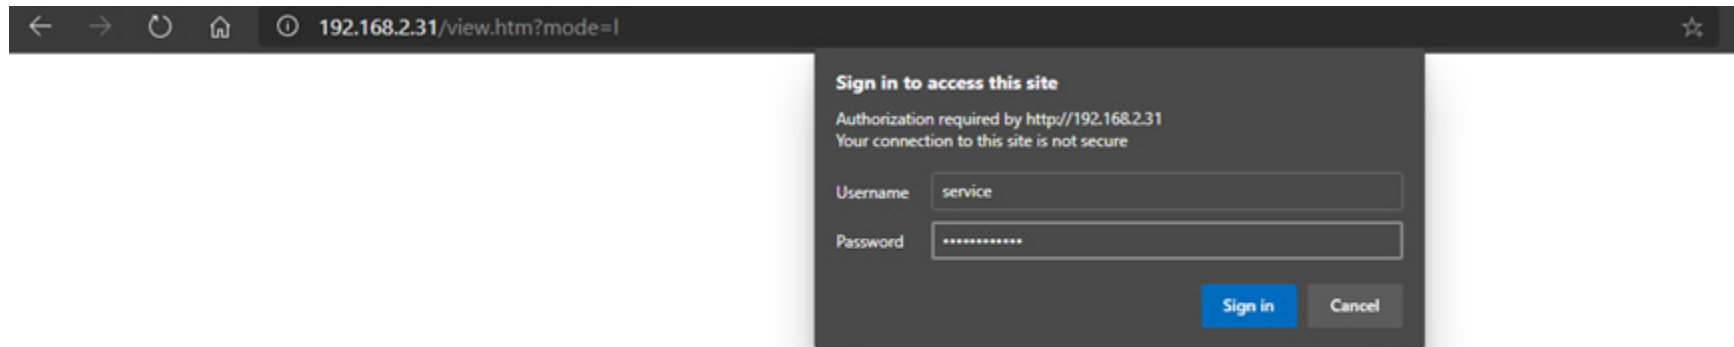 192.168.2.31/view.htm?mode=l
Sign in to access this site
Authorization required by http://192.168.2.31
Your connection to this site is not secure
Username service
Password ••••••••••••
Sign in Cancel